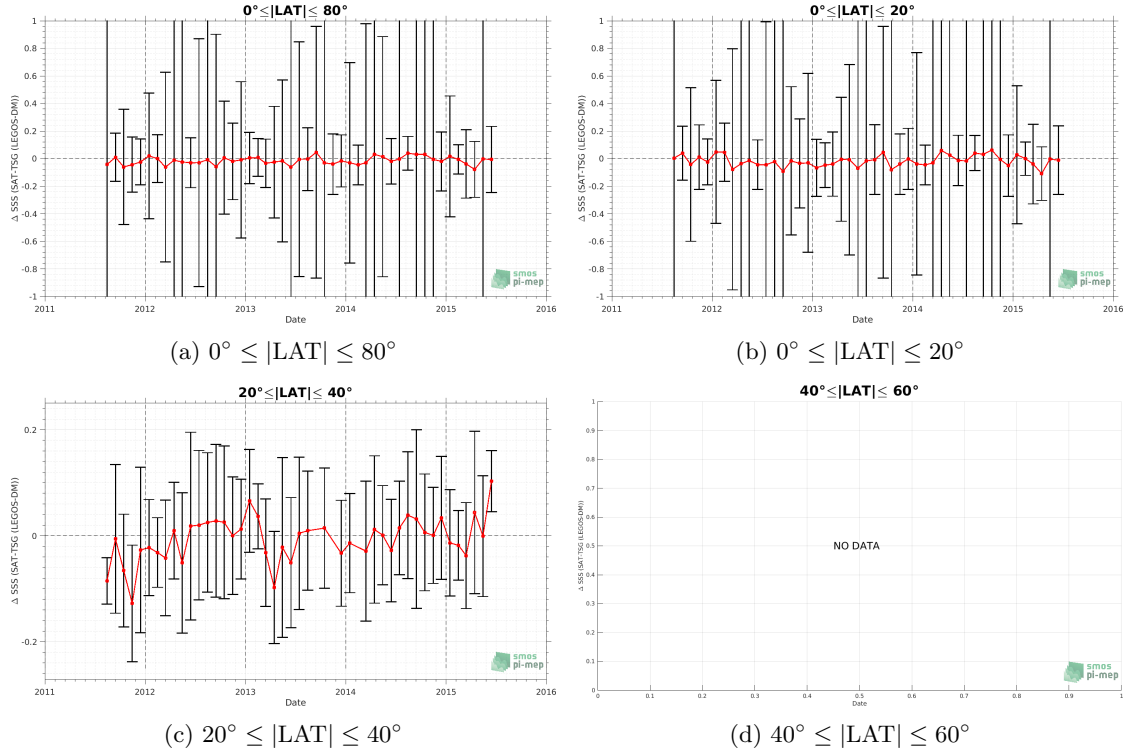 0°≤|LAT|≤ 80°
1
0.8
0.6
0.4
0.2
0
-0.2
-0.4
-0.6
-0.8
-1
Δ SSS (SAT-TSG (LEGOS-DM))
2011 2012 2013 2014 2015 2016
Date
smos
pi-mep
(a) 0° ≤ |LAT| ≤ 80°
0°≤|LAT|≤ 20°
1
0.8
0.6
0.4
0.2
0
-0.2
-0.4
-0.6
-0.8
-1
Δ SSS (SAT-TSG (LEGOS-DM))
2011 2012 2013 2014 2015 2016
Date
smos
pi-mep
(b) 0° ≤ |LAT| ≤ 20°
20°≤|LAT|≤ 40°
0.2
0
-0.2
Δ SSS (SAT-TSG (LEGOS-DM))
2011 2012 2013 2014 2015 2016
Date
smos
pi-mep
(c) 20° ≤ |LAT| ≤ 40°
40°≤|LAT|≤ 60°
1
0.9
0.8
0.7
0.6
0.5
0.4
0.3
0.2
0.1
0
Δ SSS (SAT-TSG (LEGOS-DM))
NO DATA
0 0.1 0.2 0.3 0.4 0.5 0.6 0.7 0.8 0.9 1
Date
smos
pi-mep
(d) 40° ≤ |LAT| ≤ 60°